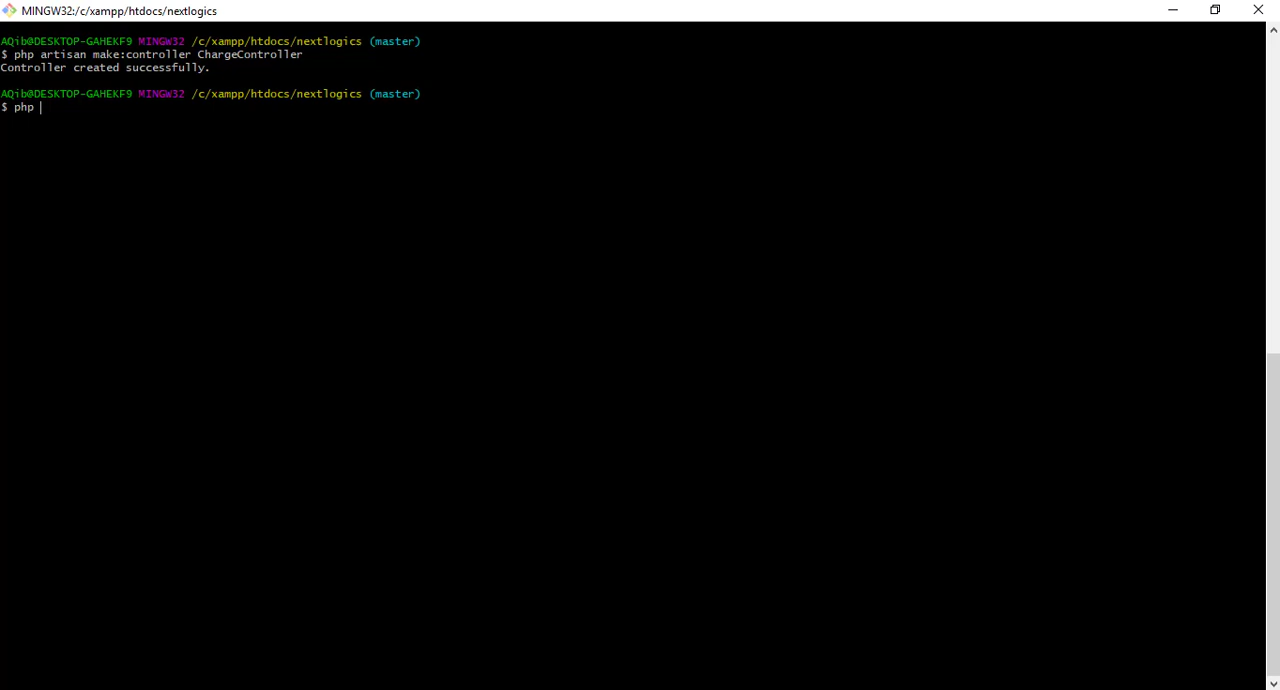 MINGW32:/c/xampp/htdocs/nextlogics
AQib@DESKTOP-GAHEKF9 MINGW32 /c/xampp/htdocs/nextlogics (master)
$ php artisan make:controller ChargeController
Controller created successfully.
AQib@DESKTOP-GAHEKF9 MINGW32 /c/xampp/htdocs/nextlogics (master)
$ php